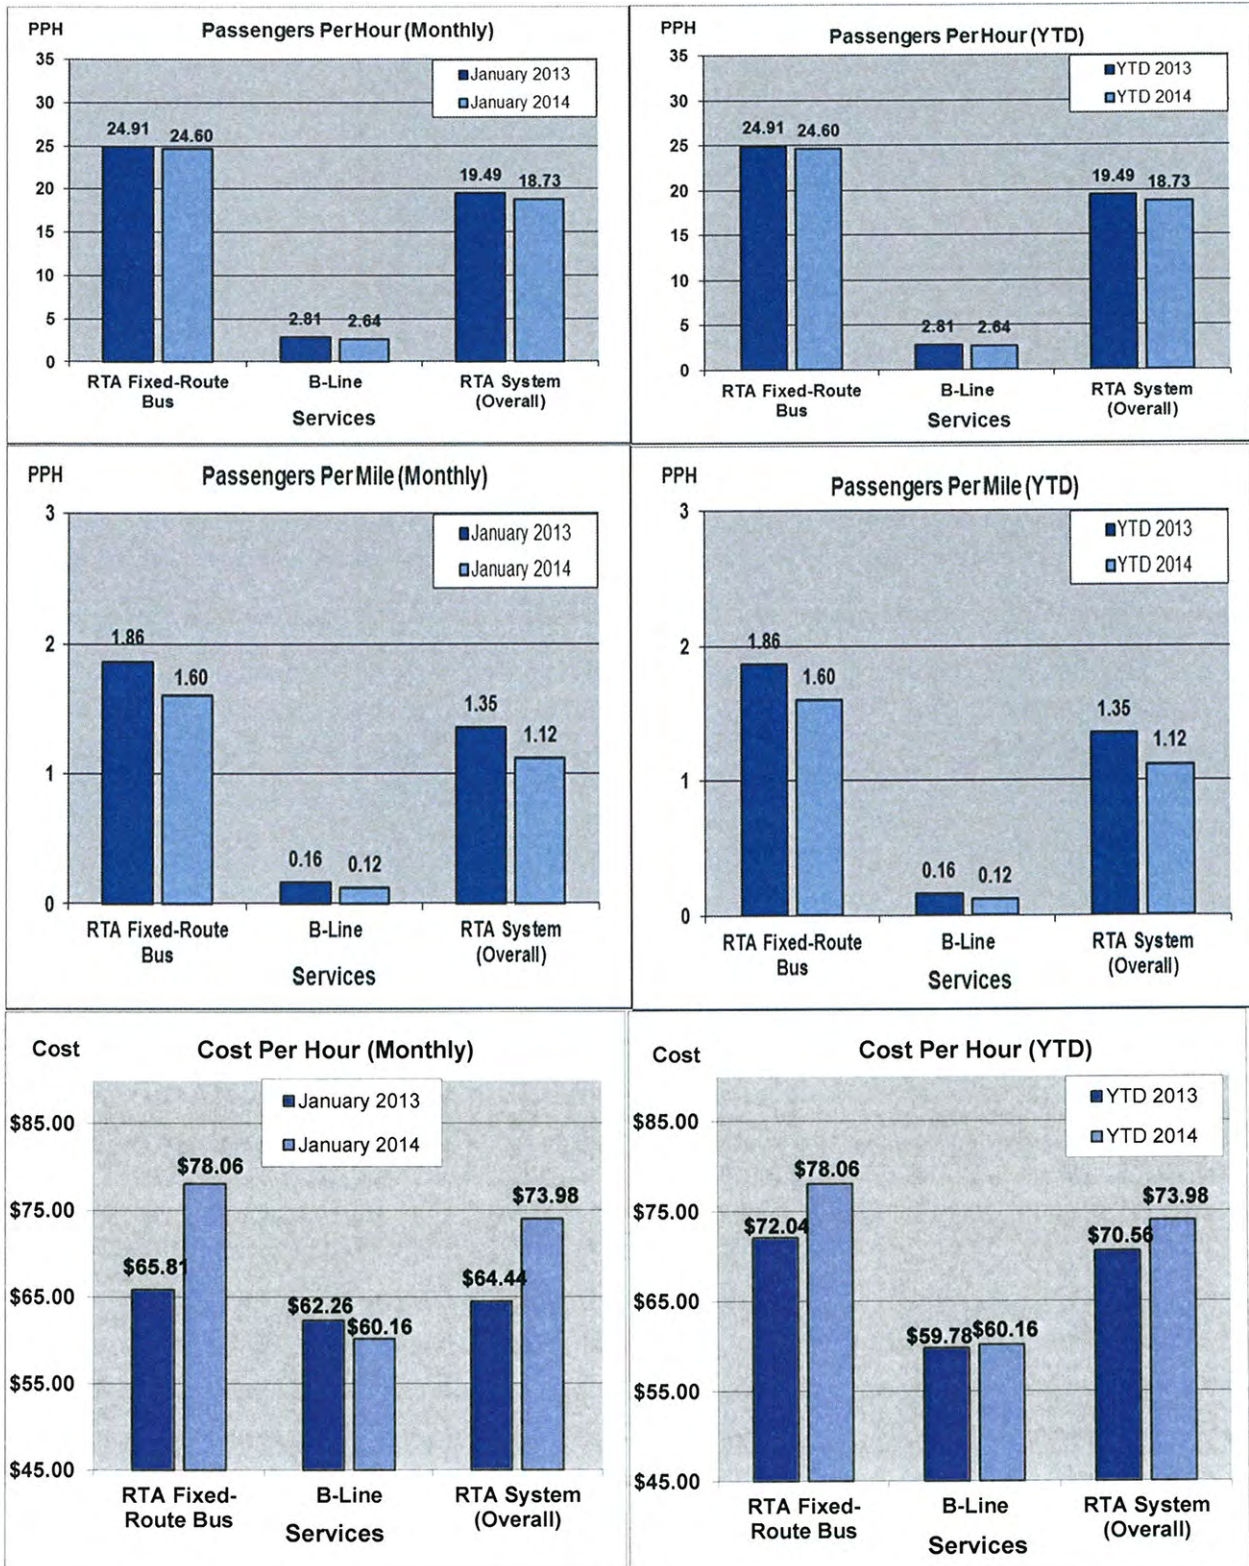 PPH
Passengers Per Hour (Monthly)
January 2013
January 2014
35
30
25
20
15
10
5
0
24.91
24.60
2.81
2.64
19.49
18.73
RTA Fixed-Route
Bus
B-Line
RTA System
(Overall)
Services
PPH
Passengers Per Hour (YTD)
YTD 2013
YTD 2014
35
30
25
20
15
10
5
0
24.91
24.60
2.81
2.64
19.49
18.73
RTA Fixed-Route
Bus
B-Line
RTA System
(Overall)
Services
PPH
Passengers Per Mile (Monthly)
January 2013
January 2014
3
2
1
0
1.86
1.60
0.16
0.12
1.35
1.12
RTA Fixed-Route
Bus
B-Line
RTA System
(Overall)
Services
PPH
Passengers Per Mile (YTD)
YTD 2013
YTD 2014
3
2
1
0
1.86
1.60
0.16
0.12
1.35
1.12
RTA Fixed-Route
Bus
B-Line
RTA System
(Overall)
Services
Cost
Cost Per Hour (Monthly)
January 2013
January 2014
$85.00
$75.00
$65.00
$55.00
$45.00
$65.81
$78.06
$62.26
$60.16
$64.44
$73.98
RTA Fixed-
Route Bus
B-Line
RTA System
(Overall)
Services
Cost
Cost Per Hour (YTD)
YTD 2013
YTD 2014
$85.00
$75.00
$65.00
$55.00
$45.00
$72.04
$78.06
$59.78
$60.16
$70.56
$73.98
RTA Fixed-
Route Bus
B-Line
RTA System
(Overall)
Services